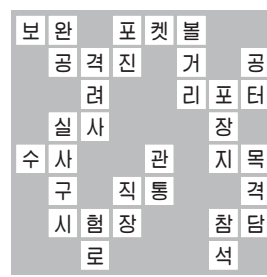 보완 포켓볼
공격진 거 공
려 리포터
실사 장
수사 관 지목
구 직통 격
시험장 참담
로 석